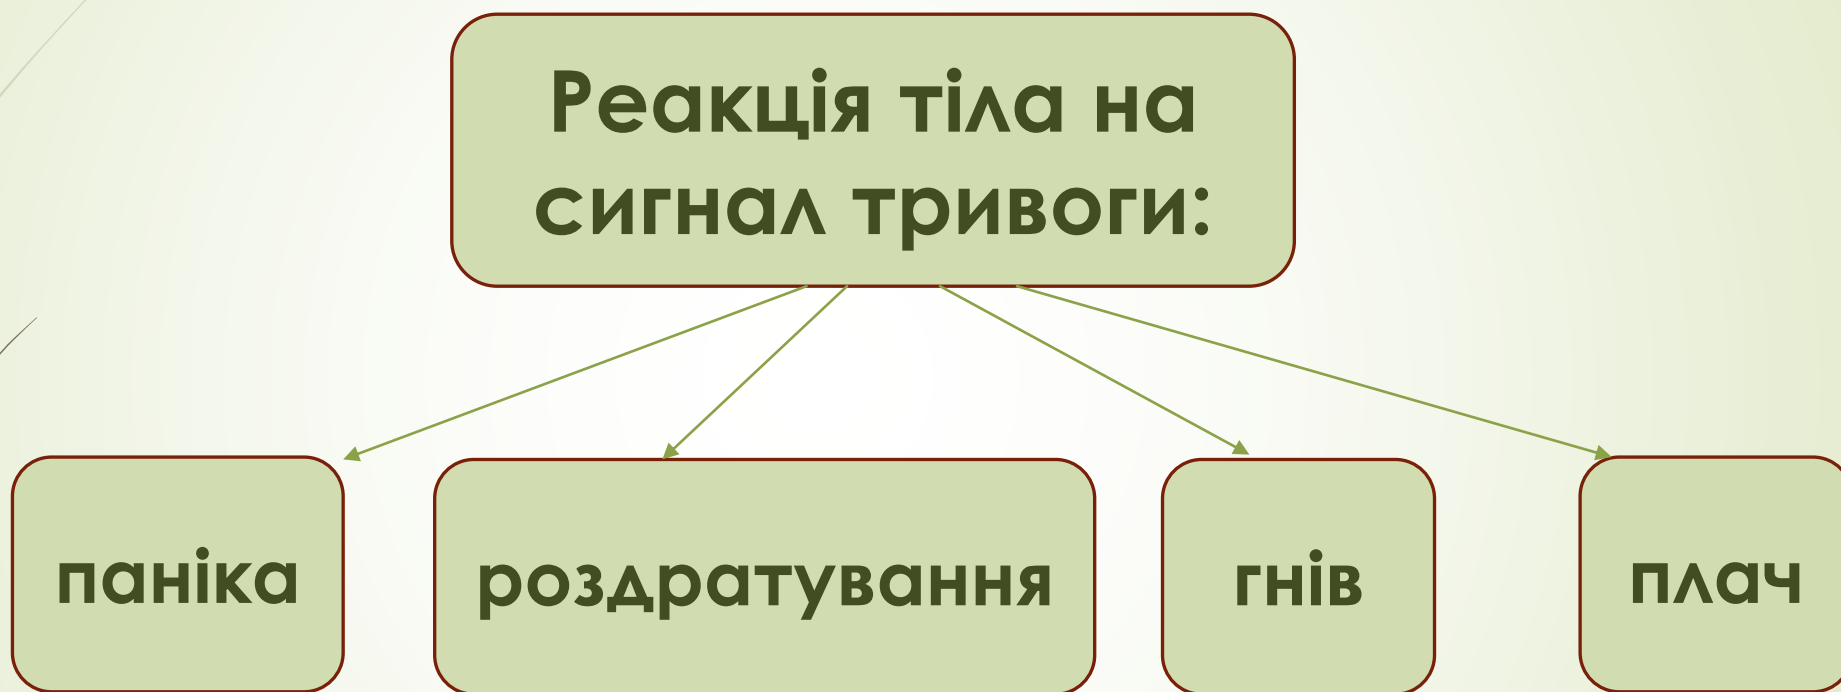 Реакція тіла на
сигнал тривоги:
паніка
роздратування
гнів
плач